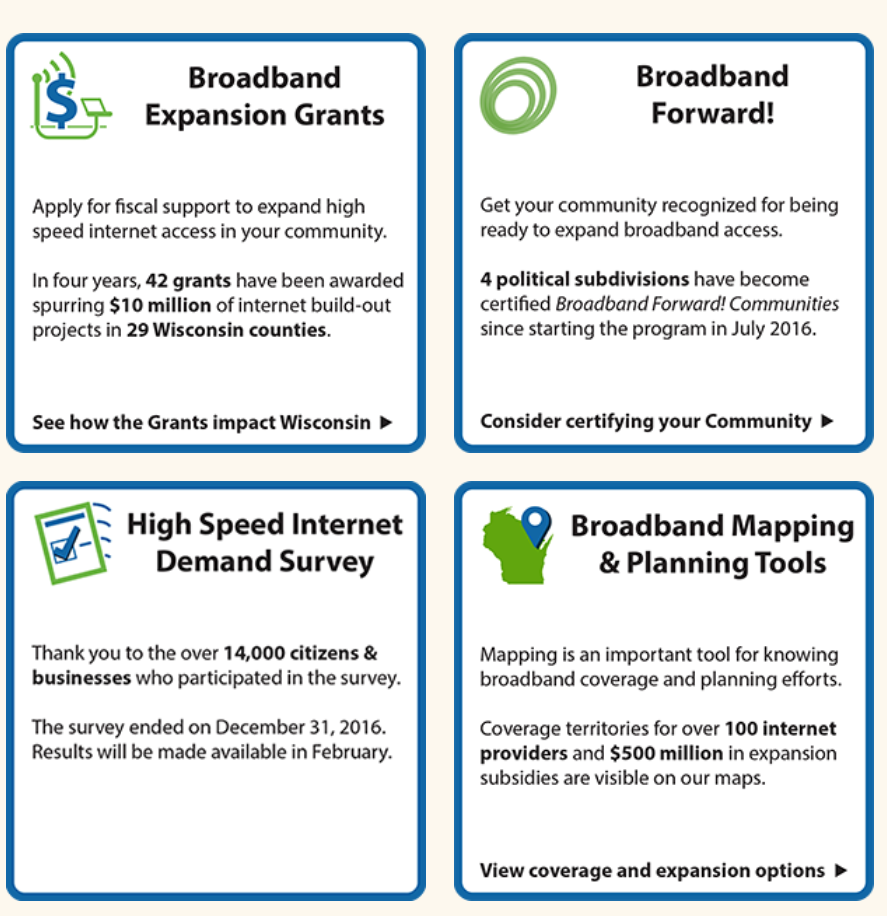 Broadband
Expansion Grants
Apply for fiscal support to expand high
speed internet access in your community.
In four years, 42 grants have been awarded
spurring $10 million of internet build-out
projects in 29 Wisconsin counties.
See how the Grants impact Wisconsin ▶
Broadband
Forward!
Get your community recognized for being
ready to expand broadband access.
4 political subdivisions have become
certified Broadband Forward! Communities
since starting the program in July 2016.
Consider certifying your Community ▶
High Speed Internet
Demand Survey
Thank you to the over 14,000 citizens &
businesses who participated in the survey.
The survey ended on December 31, 2016.
Results will be made available in February.
Broadband Mapping
& Planning Tools
Mapping is an important tool for knowing
broadband coverage and planning efforts.
Coverage territories for over 100 internet
providers and $500 million in expansion
subsidies are visible on our maps.
View coverage and expansion options ▶